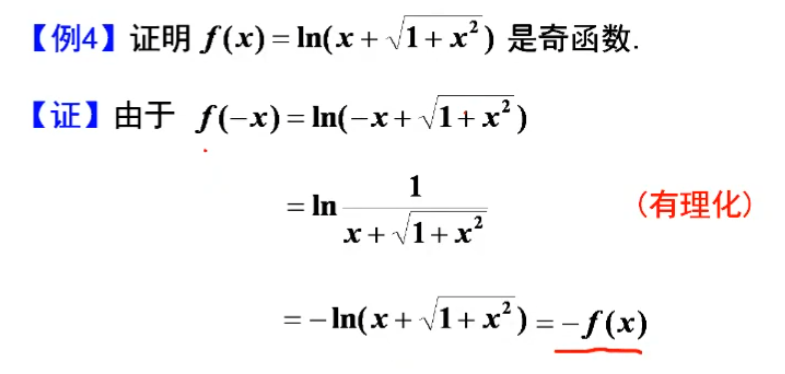 【例4】证明 f(x) = ln(x + √(1 + x²)) 是奇函数.
【证】由于 f(−x) = ln(−x + √(1 + x²))
= ln 1/(x + √(1 + x²)) (有理化)
= −ln(x + √(1 + x²)) = −f(x)